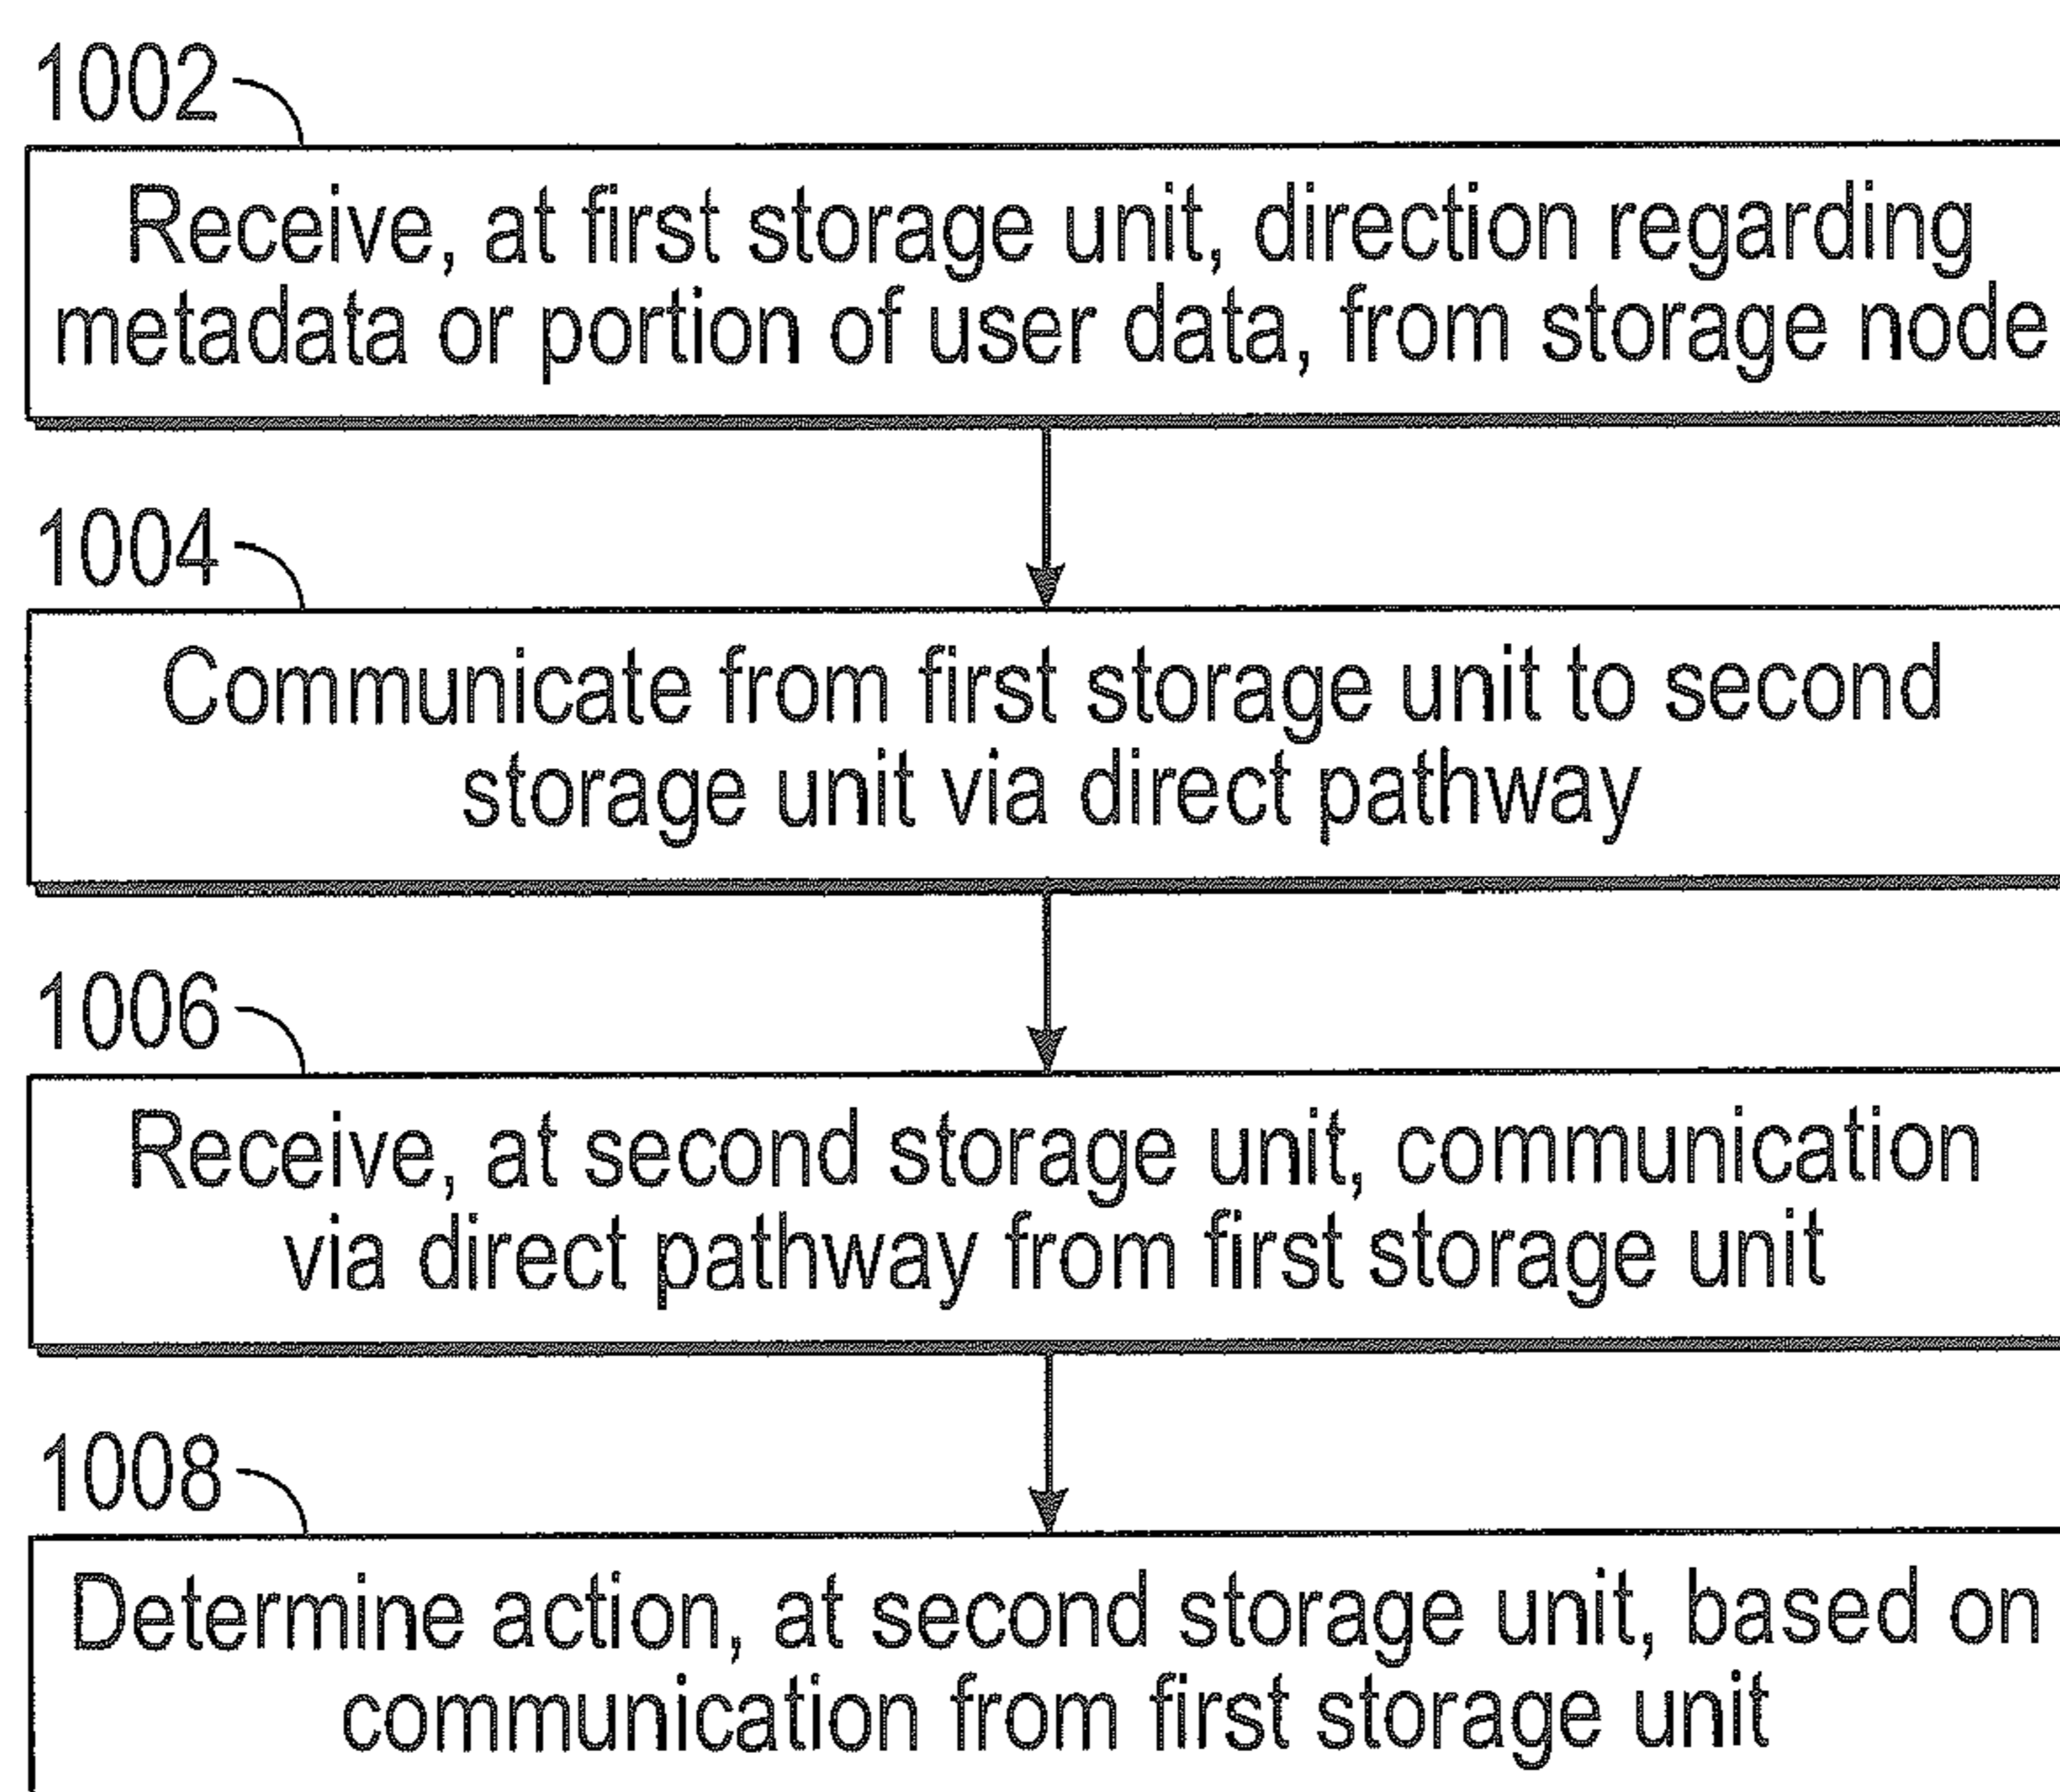 1002
Receive, at first storage unit, direction regarding
metadata or portion of user data, from storage node
1004
Communicate from first storage unit to second
storage unit via direct pathway
1006
Receive, at second storage unit, communication
via direct pathway from first storage unit
1008
Determine action, at second storage unit, based on
communication from first storage unit